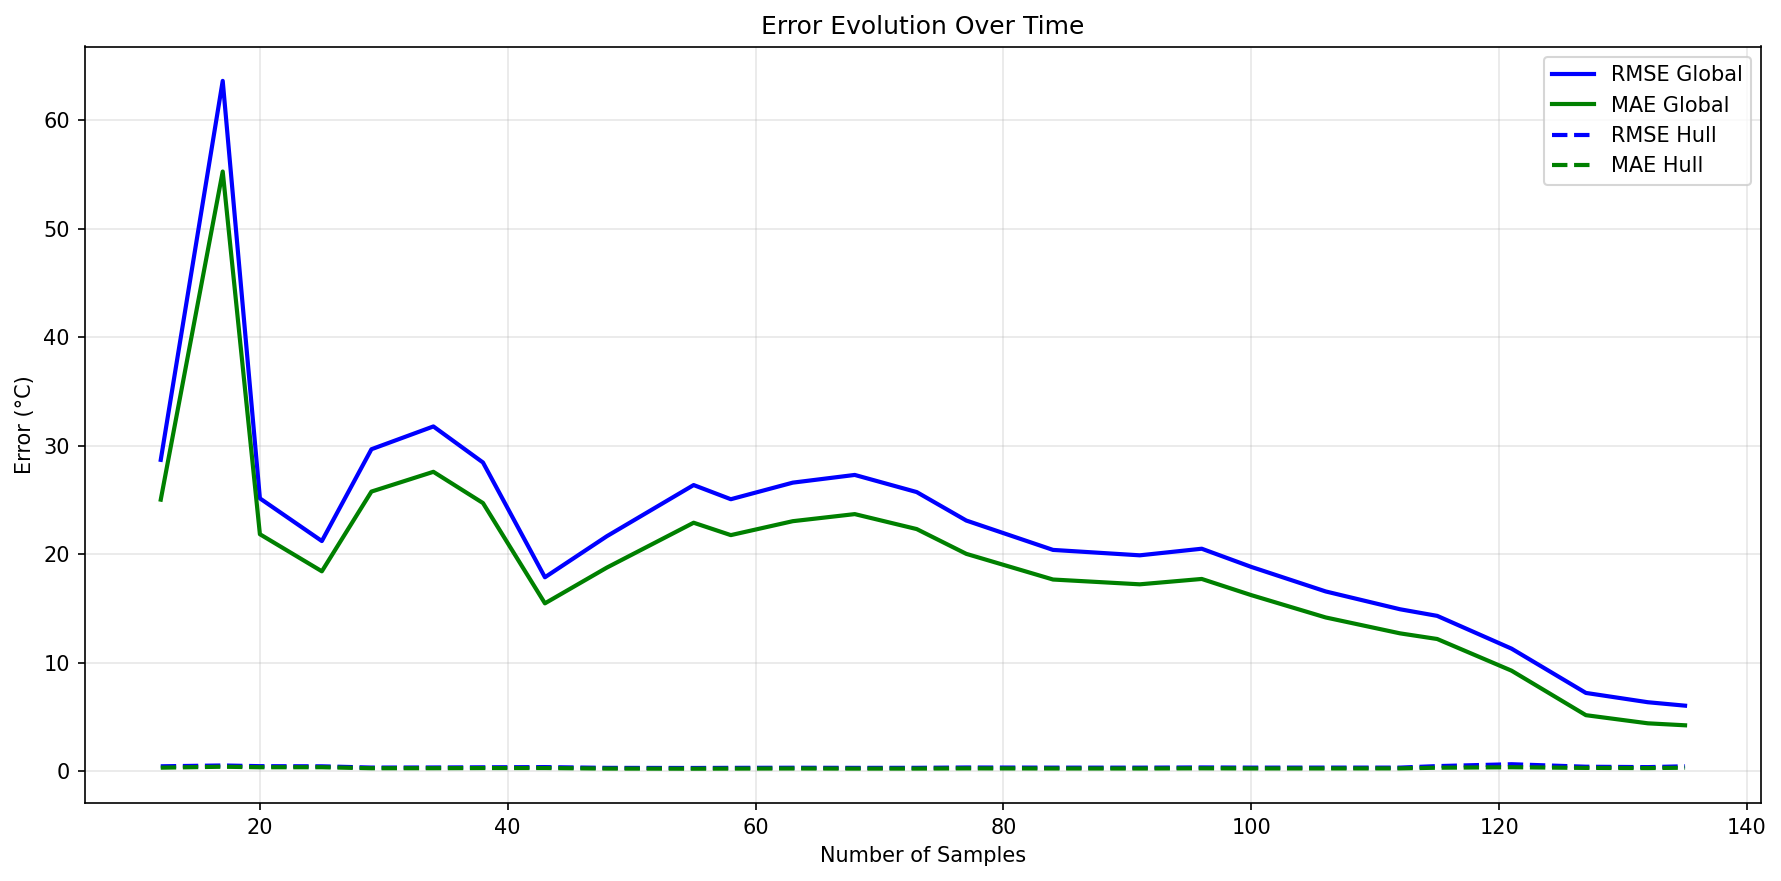 Error Evolution Over Time
RMSE Global
MAE Global
RMSE Hull
MAE Hull
Error (°C)
60
50
40
30
20
10
0
20 40 60 80 100 120 140
Number of Samples